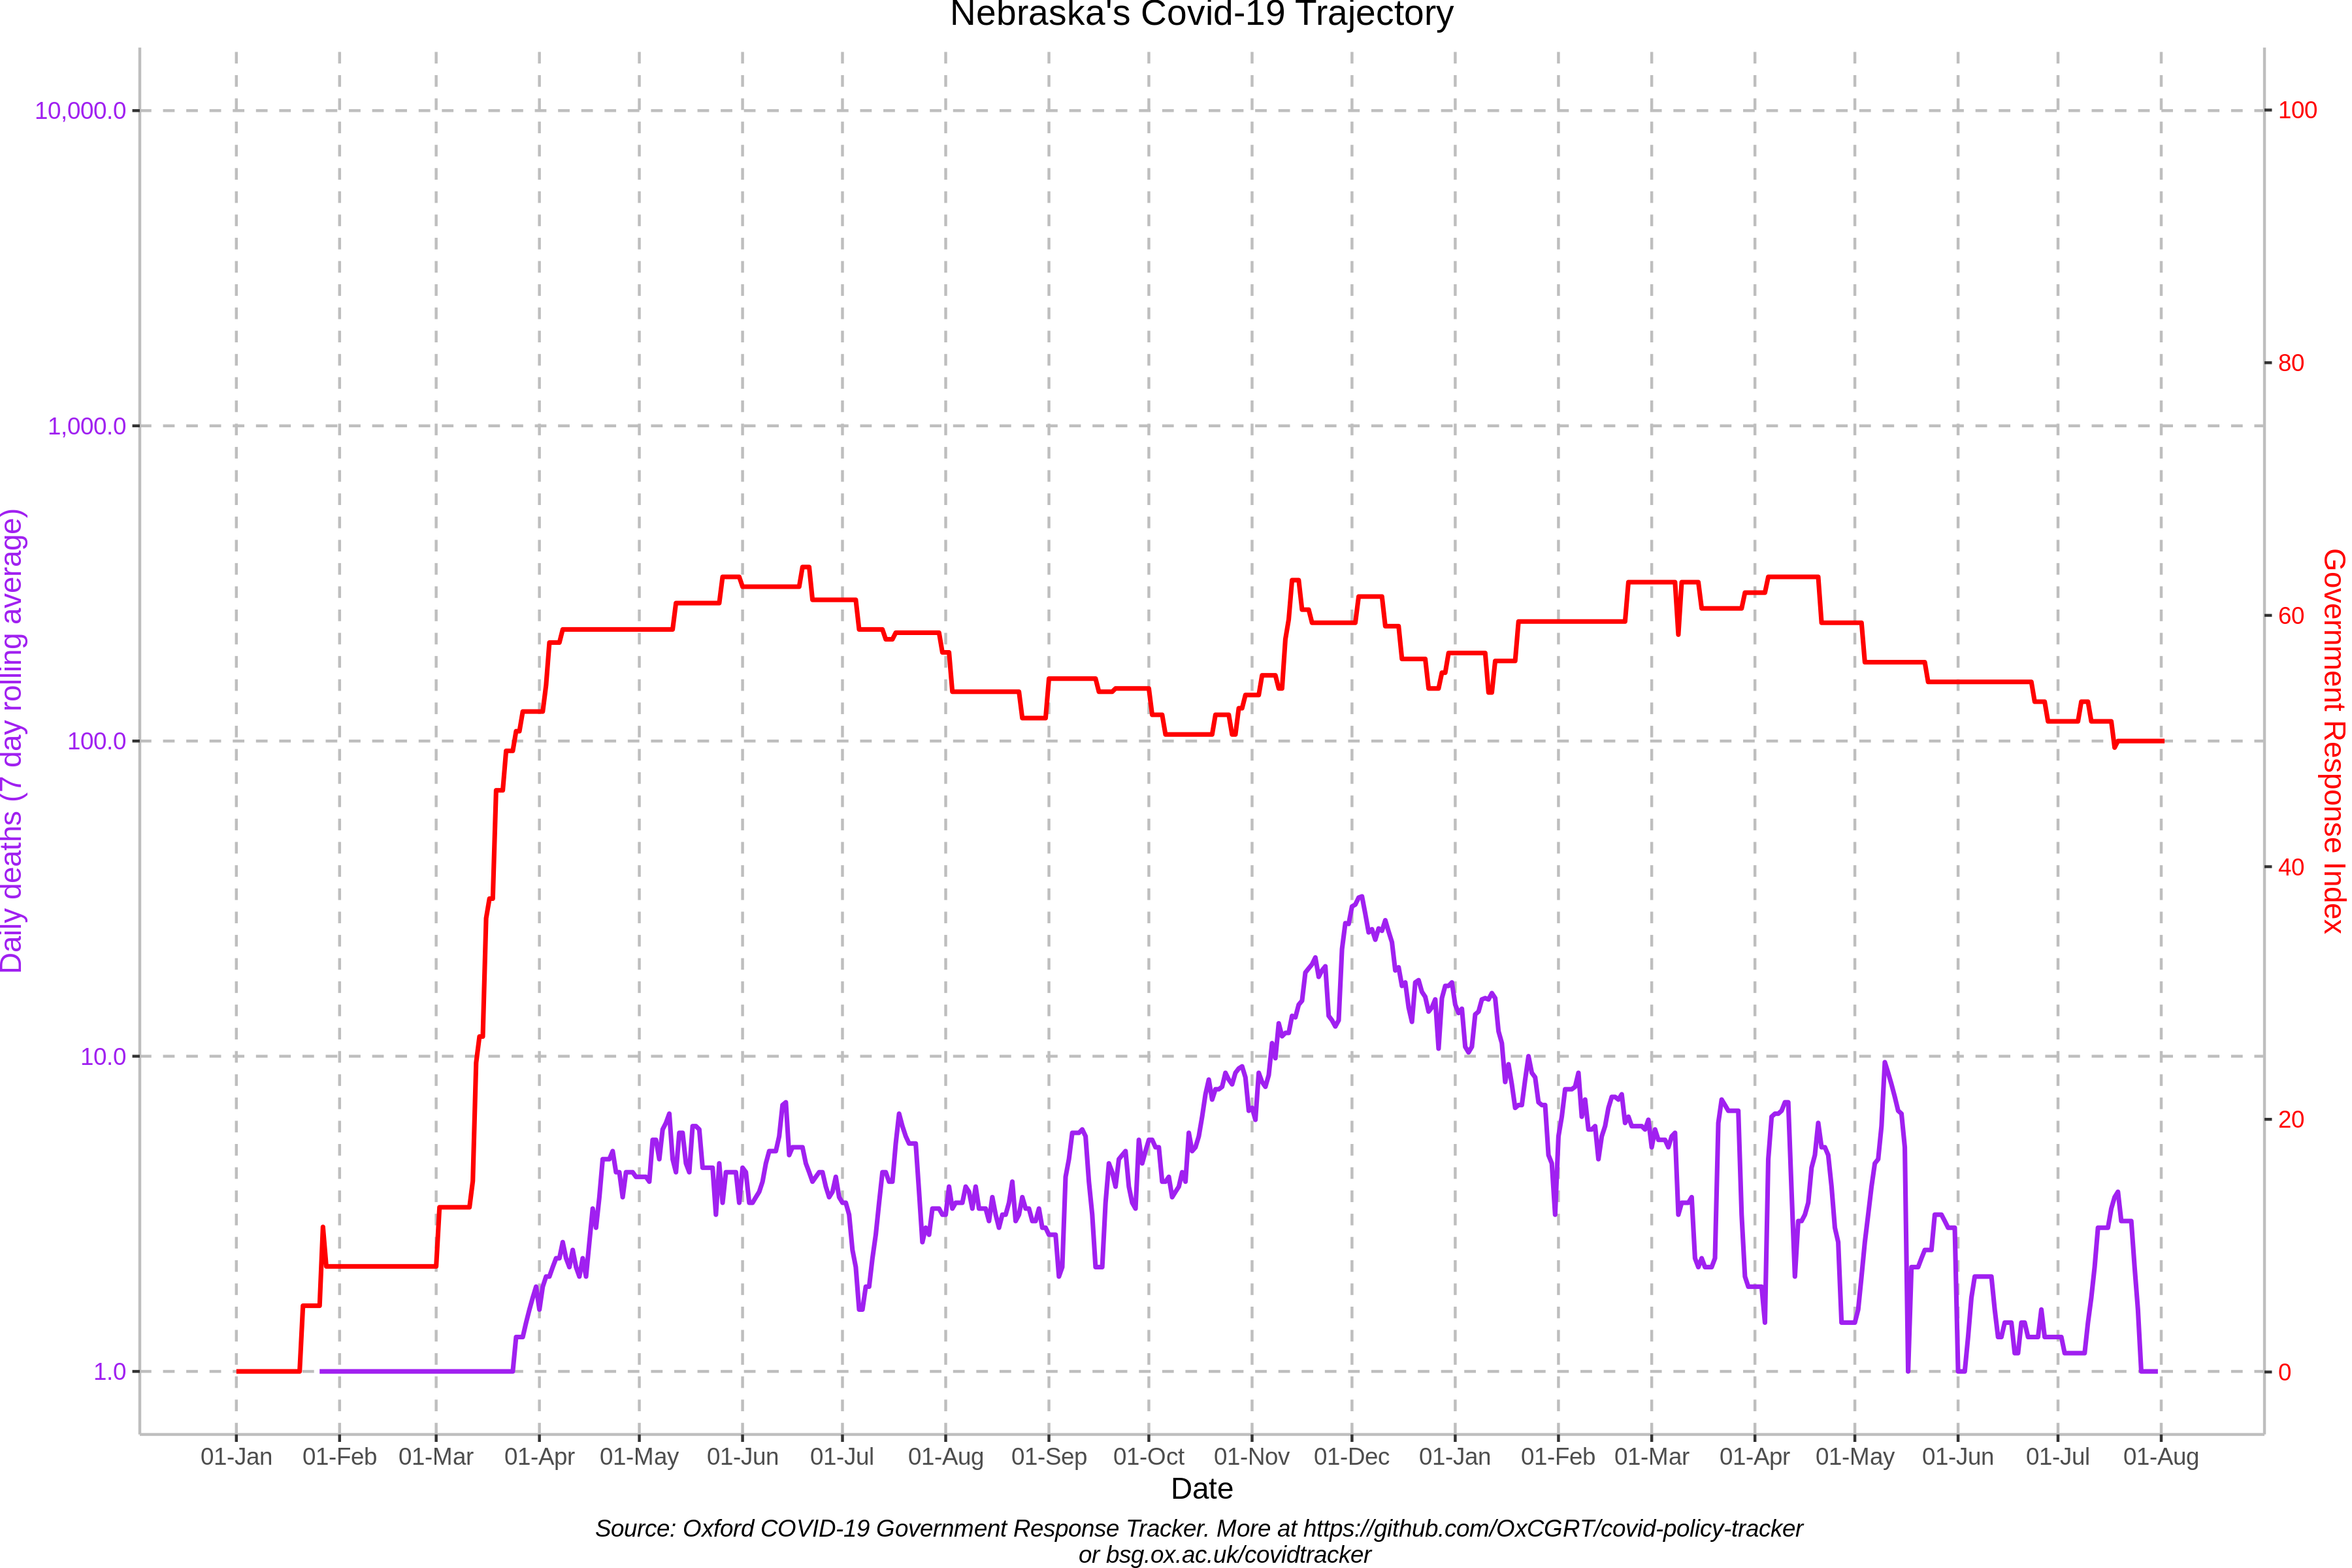 Nebraska's Covid-19 Trajectory
10,000.0
1,000.0
100.0
10.0
1.0
Daily deaths (7 day rolling average)
100
80
60
40
20
0
Government Response Index
01-Jan 01-Feb 01-Mar 01-Apr 01-May 01-Jun 01-Jul 01-Aug 01-Sep 01-Oct 01-Nov 01-Dec 01-Jan 01-Feb 01-Mar 01-Apr 01-May 01-Jun 01-Jul 01-Aug
Date
Source: Oxford COVID-19 Government Response Tracker. More at https://github.com/OxCGRT/covid-policy-tracker
or bsg.ox.ac.uk/covidtracker